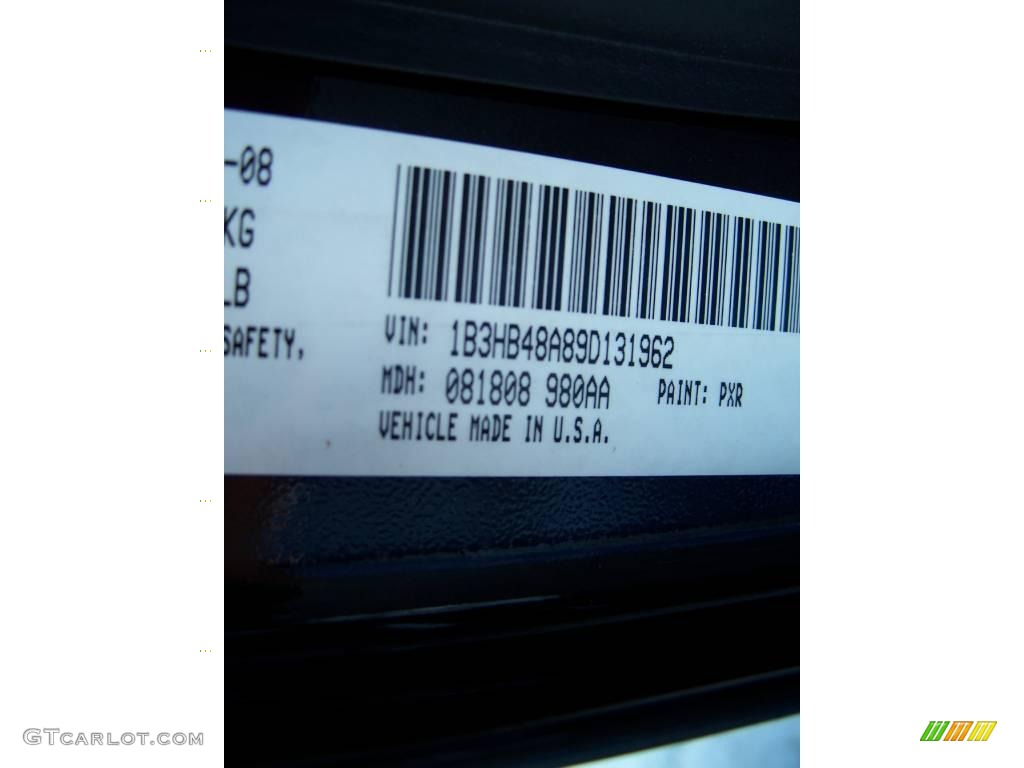 -08
KG
LB
SAFETY,
VIN: 1B3HB48A89D131962
MDH: 081808 980AA PAINT: PXR
VEHICLE MADE IN U.S.A.
GTCARLOT.COM